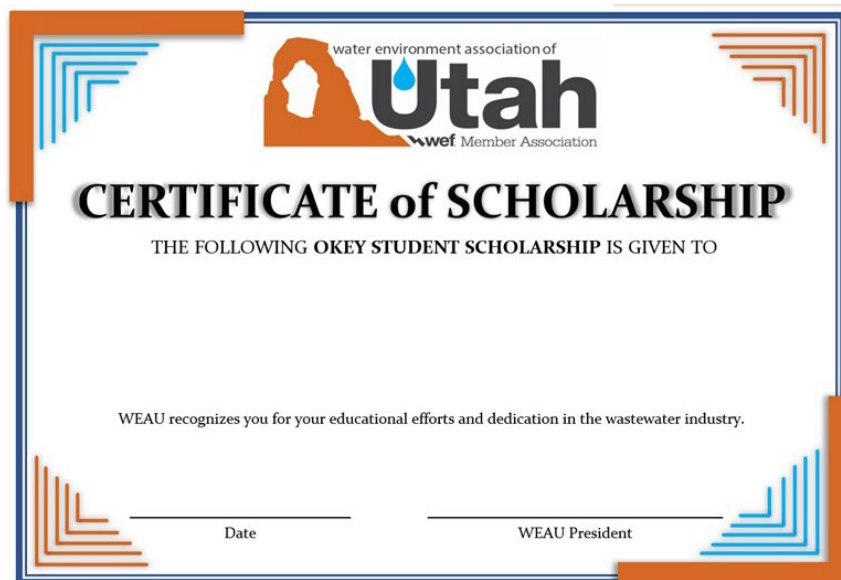 water environment association of
Utah
wef Member Association
CERTIFICATE of SCHOLARSHIP
THE FOLLOWING OKEY STUDENT SCHOLARSHIP IS GIVEN TO
WEAU recognizes you for your educational efforts and dedication in the wastewater industry.
Date
WEAU President